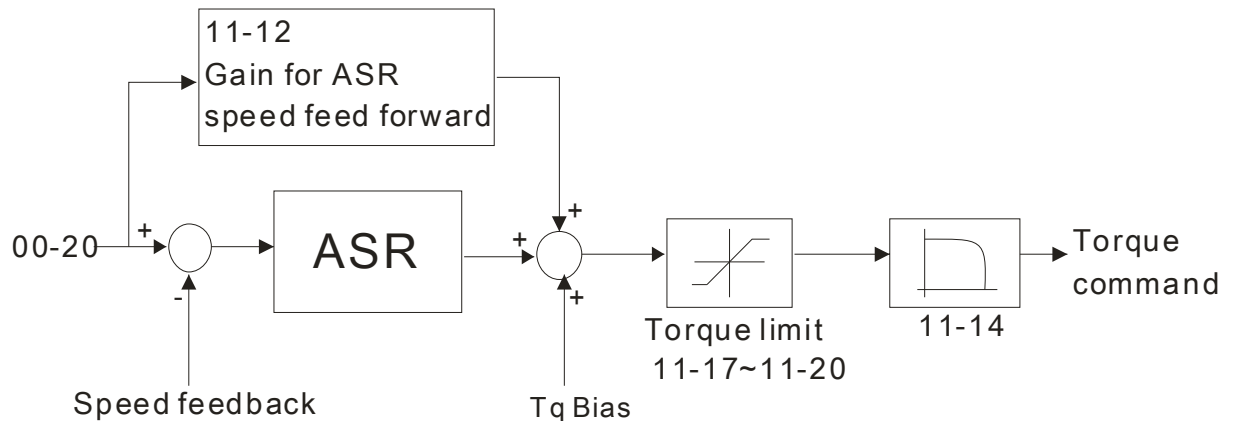 11-12
Gain for ASR
speed feed forward
00-20
+
-
ASR
+
+
+
Torque
command
Torque limit
11-17~11-20
11-14
Speed feedback
Tq Bias